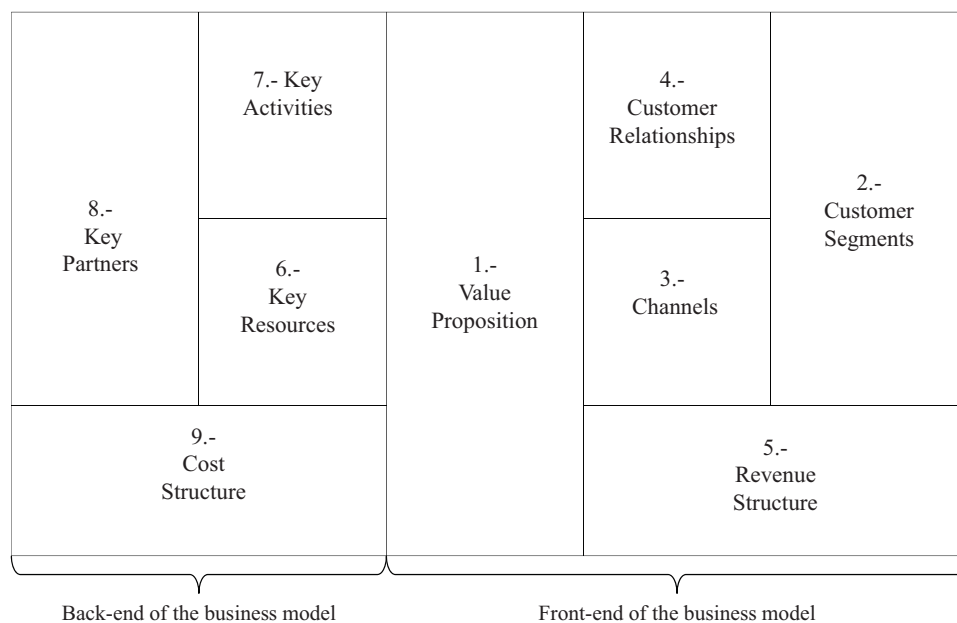 7.- Key
Activities
4.-
Customer
Relationships
8.-
Key
Partners
2.-
Customer
Segments
6.-
Key
Resources
1.-
Value
Proposition
3.-
Channels
9.-
Cost
Structure
5.-
Revenue
Structure
Back-end of the business model
Front-end of the business model